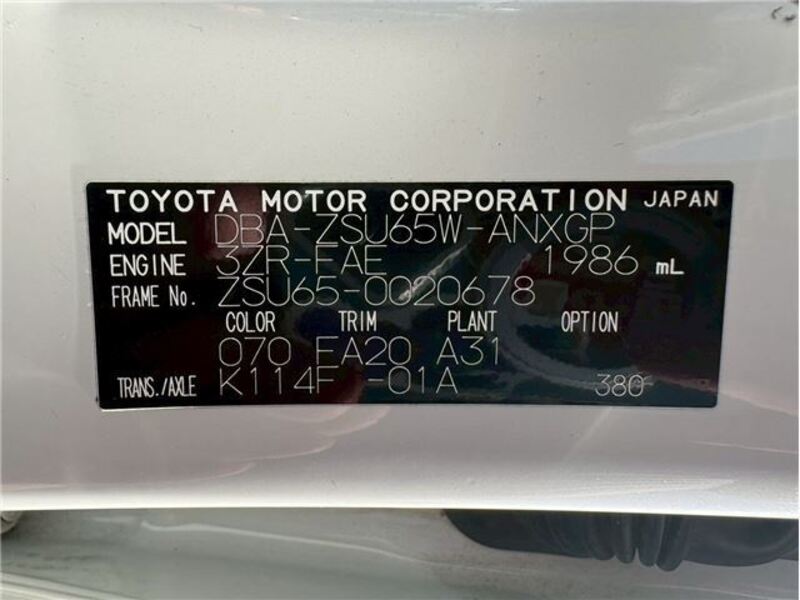 TOYOTA MOTOR CORPORATION JAPAN
MODEL DBA-ZSU65W-ANXGP
ENGINE 3ZR-FAE 1986 mL
FRAME No. ZSU65-0020678
COLOR TRIM PLANT OPTION
070 FA20 A31
TRANS./AXLE K114F -01A 380